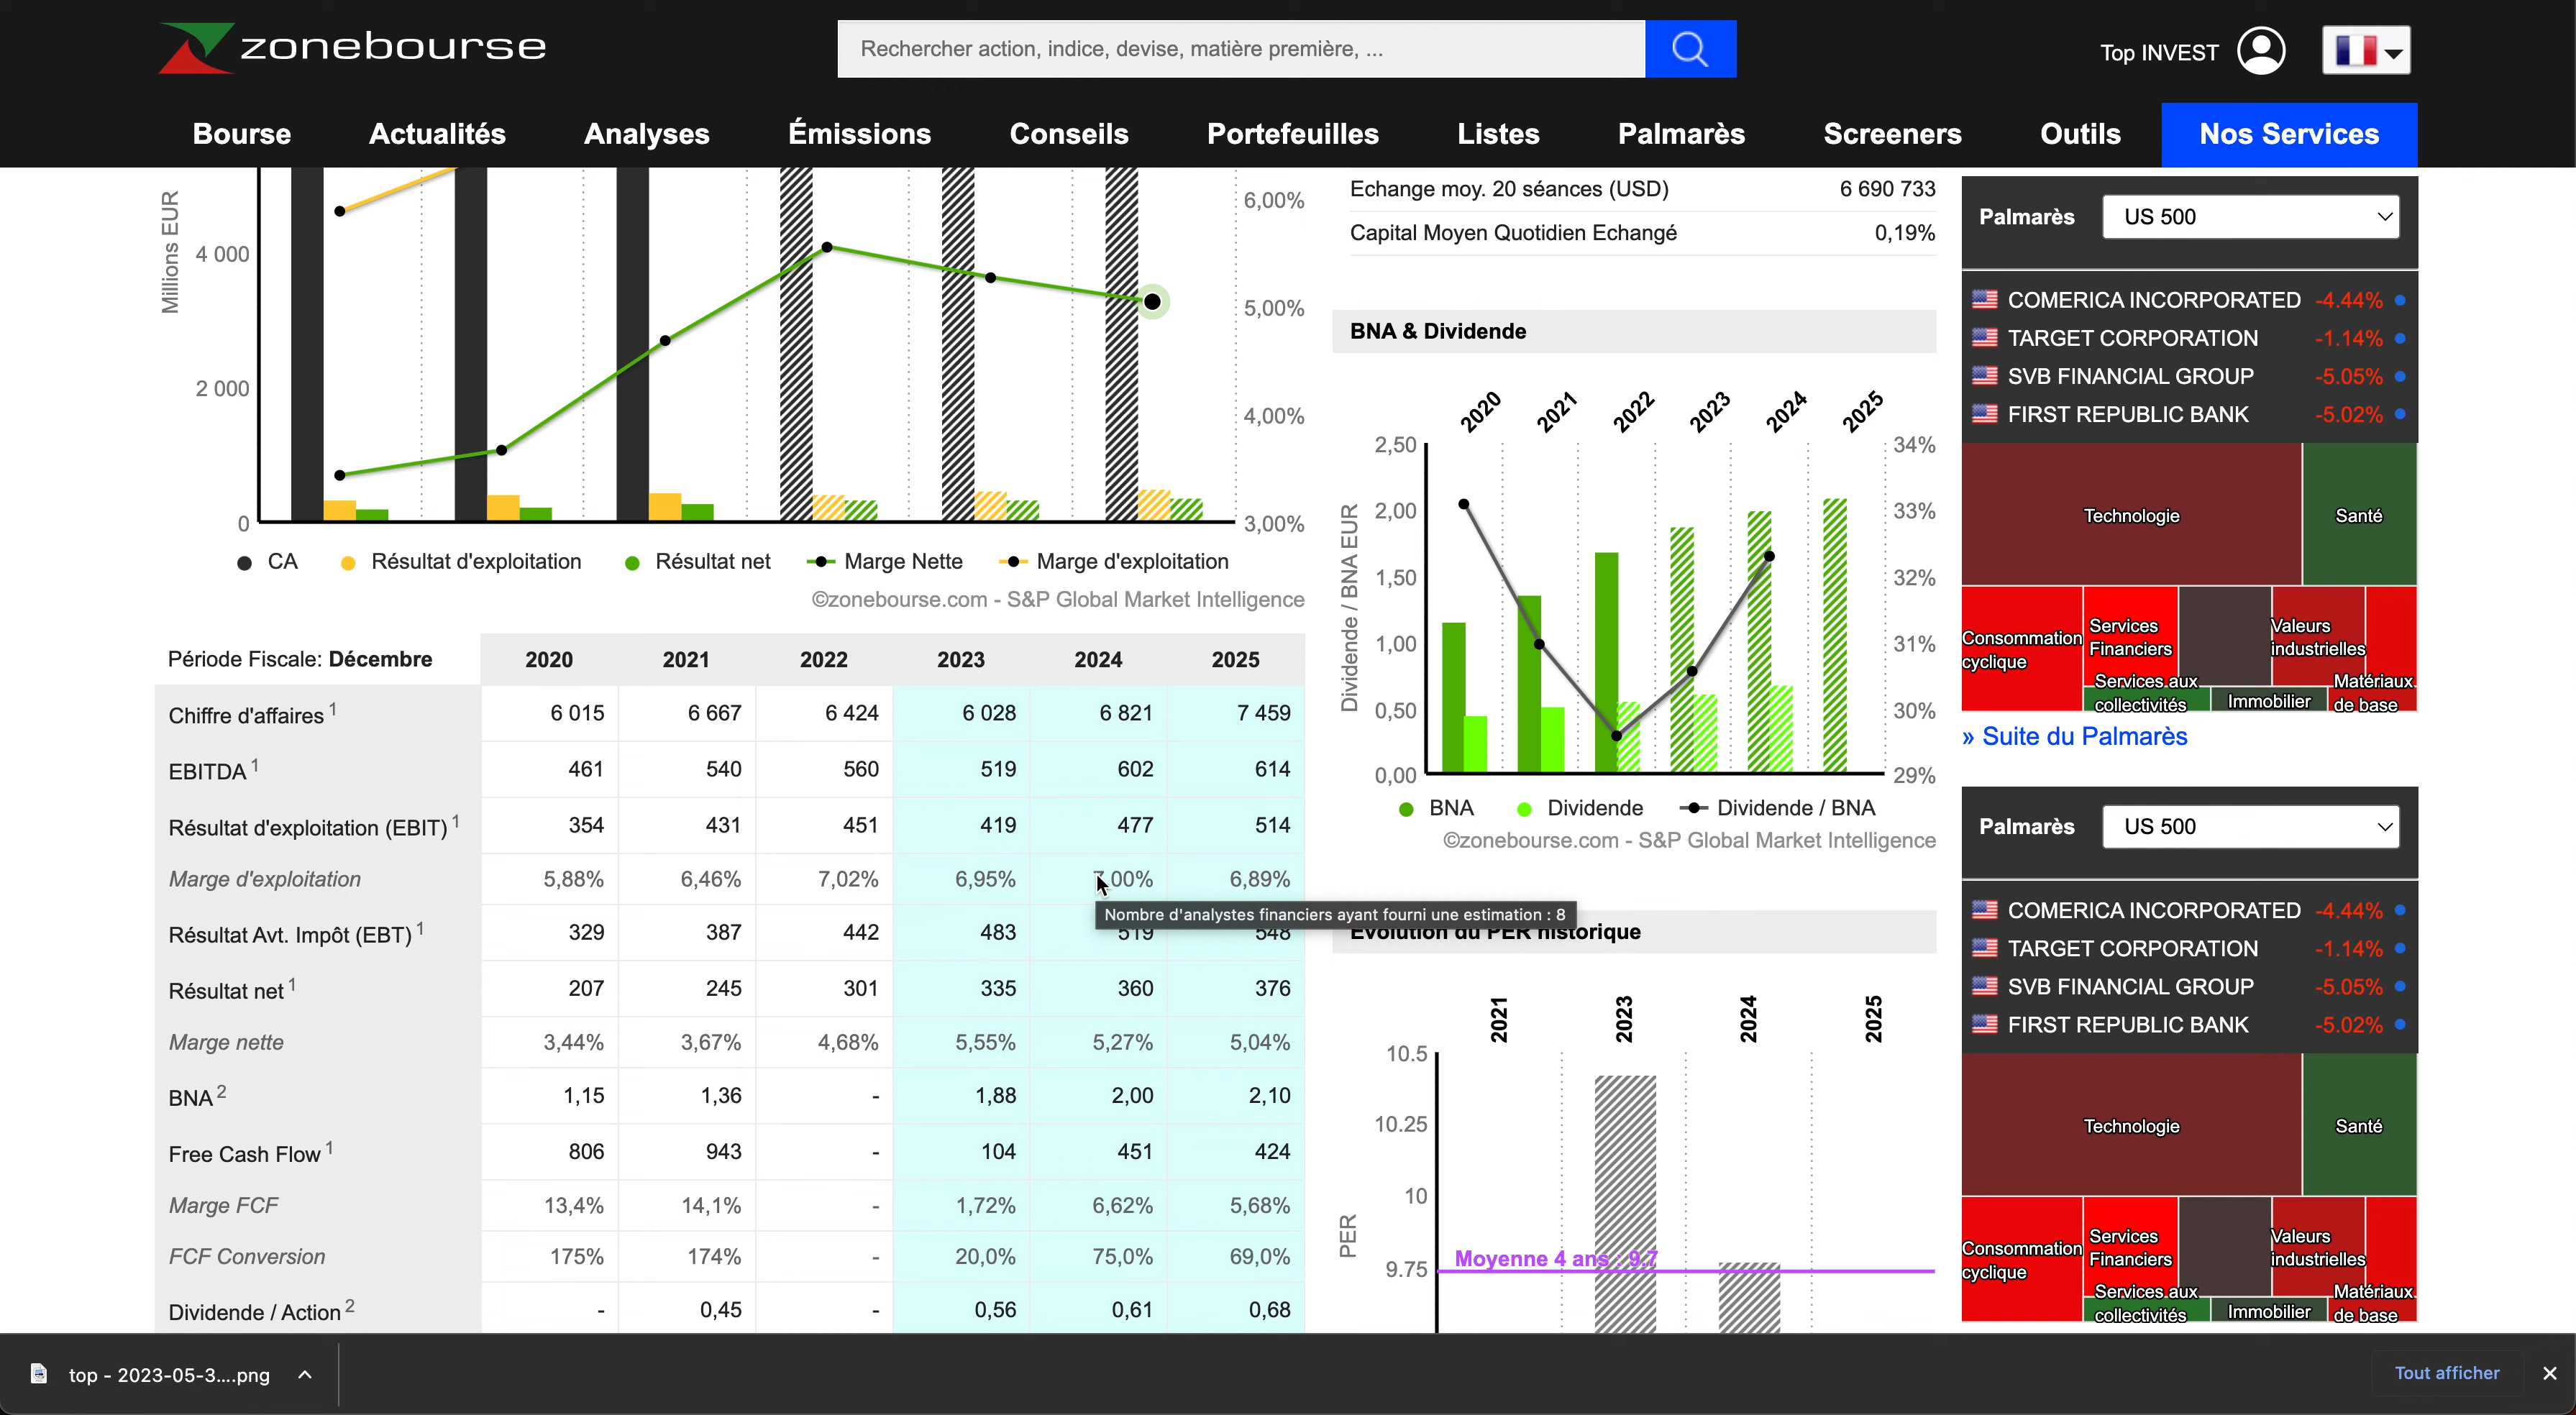 zonebourse
Rechercher action, indice, devise, matière première, ...
Top INVEST
Bourse Actualités Analyses Émissions Conseils Portefeuilles Listes Palmarès Screeners Outils Nos Services
Millions EUR
4 000
2 000
0
6,00%
5,00%
4,00%
3,00%
CA Résultat d'exploitation Résultat net Marge Nette Marge d'exploitation
©zonebourse.com - S&P Global Market Intelligence
Période Fiscale: Décembre 2020 2021 2022 2023 2024 2025
Chiffre d'affaires 1 6 015 6 667 6 424 6 028 6 821 7 459
EBITDA 1 461 540 560 519 602 614
Résultat d'exploitation (EBIT) 1 354 431 451 419 477 514
Marge d'exploitation 5,88% 6,46% 7,02% 6,95% ,00% 6,89%
Nombre d'analystes financiers ayant fourni une estimation : 8
Résultat Avt. Impôt (EBT) 1 329 387 442 483 519 548
Résultat net 1 207 245 301 335 360 376
Marge nette 3,44% 3,67% 4,68% 5,55% 5,27% 5,04%
BNA 2 1,15 1,36 - 1,88 2,00 2,10
Free Cash Flow 1 806 943 - 104 451 424
Marge FCF 13,4% 14,1% - 1,72% 6,62% 5,68%
FCF Conversion 175% 174% - 20,0% 75,0% 69,0%
Dividende / Action 2 - 0,45 - 0,56 0,61 0,68
Echange moy. 20 séances (USD) 6 690 733
Capital Moyen Quotidien Echangé 0,19%
BNA & Dividende
2020 2021 2022 2023 2024 2025
Dividende / BNA EUR
2,50 34%
2,00 33%
1,50 32%
1,00 31%
0,50 30%
0,00 29%
BNA Dividende Dividende / BNA
©zonebourse.com - S&P Global Market Intelligence
Evolution du PER historique
2021 2023 2024 2025
PER
10.5
10.25
10
9.75
Moyenne 4 ans : 9.7
Palmarès US 500
COMERICA INCORPORATED -4.44%
TARGET CORPORATION -1.14%
SVB FINANCIAL GROUP -5.05%
FIRST REPUBLIC BANK -5.02%
Technologie
Santé
Consommation
cyclique
Services
Financiers
Valeurs
industrielles
Services aux
collectivités
Immobilier
Matériaux
de base
» Suite du Palmarès
Palmarès US 500
COMERICA INCORPORATED -4.44%
TARGET CORPORATION -1.14%
SVB FINANCIAL GROUP -5.05%
FIRST REPUBLIC BANK -5.02%
Technologie
Santé
Consommation
cyclique
Services
Financiers
Valeurs
industrielles
Services aux
collectivités
Immobilier
Matériaux
de base
top - 2023-05-3....png
Tout afficher